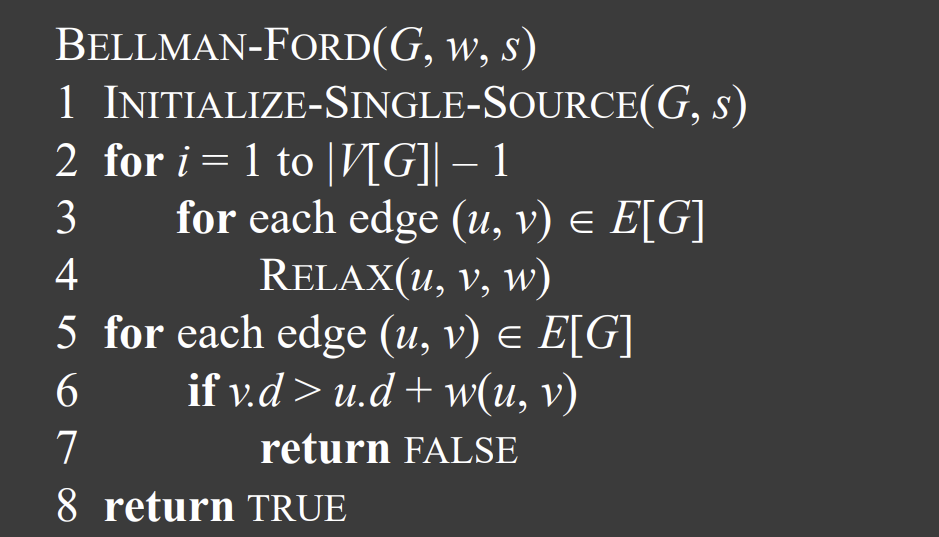 BELLMAN-FORD(G, w, s)
1 INITIALIZE-SINGLE-SOURCE(G, s)
2 for i = 1 to |V[G]| – 1
3 for each edge (u, v) ∈ E[G]
4 RELAX(u, v, w)
5 for each edge (u, v) ∈ E[G]
6 if v.d > u.d + w(u, v)
7 return FALSE
8 return TRUE